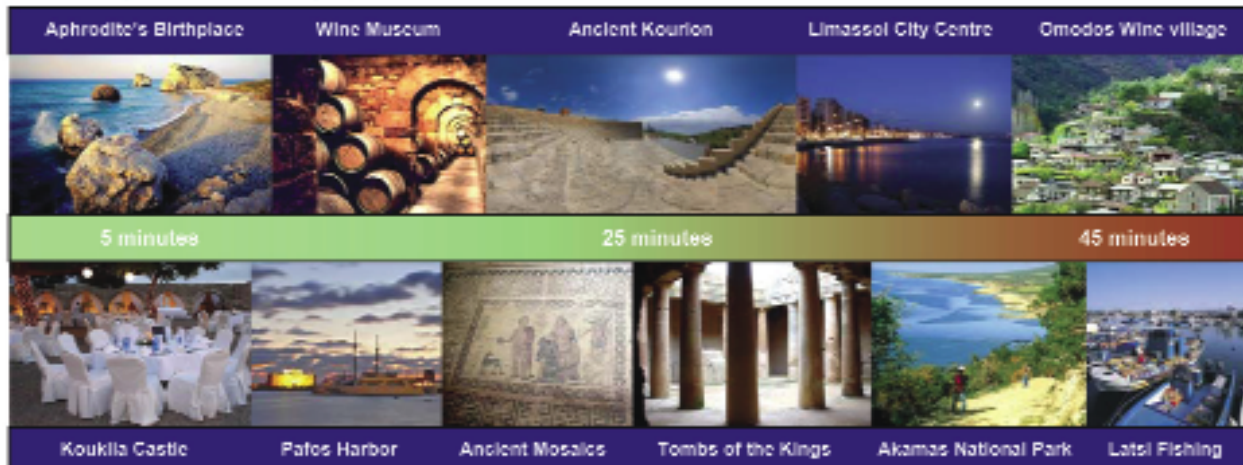 Aphrodite's Birthplace
Wine Museum
Ancient Kourion
Limassol City Centre
Omodos Wine village
5 minutes
25 minutes
45 minutes
Kouklia Castle
Pafos Harbor
Ancient Mosaics
Tombs of the Kings
Akamas National Park
Latsi Fishing